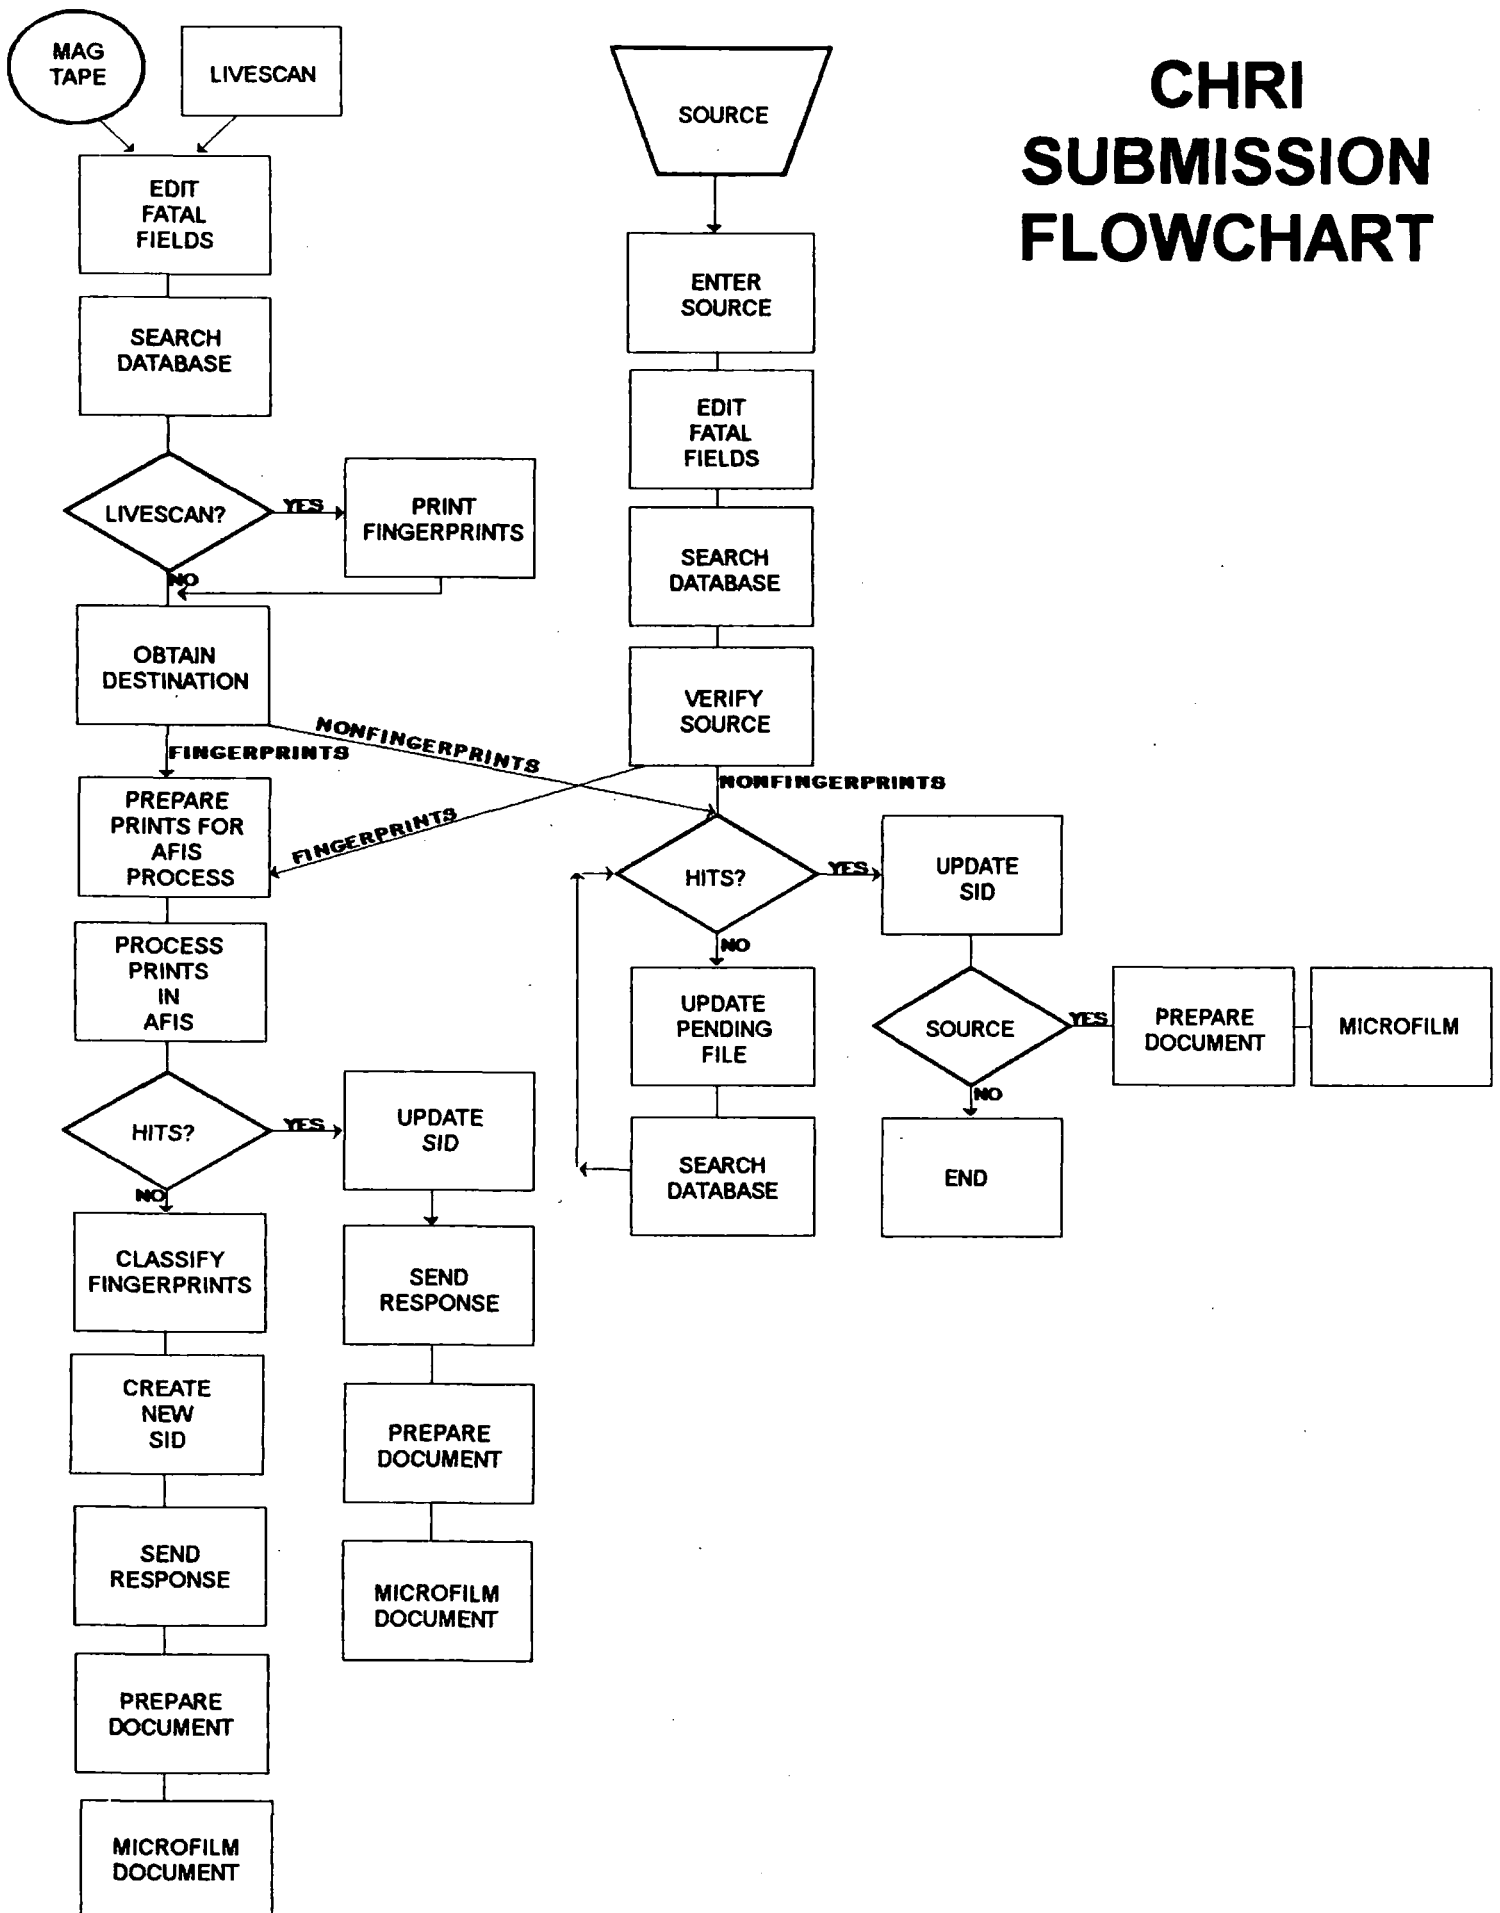 CHRI
SUBMISSION
FLOWCHART
MAG
TAPE
LIVESCAN
EDIT
FATAL
FIELDS
SEARCH
DATABASE
LIVESCAN?
YES
PRINT
FINGERPRINTS
NO
OBTAIN
DESTINATION
NONFINGERPRINTS
FINGERPRINTS
PREPARE
PRINTS FOR
AFIS
PROCESS
PROCESS
PRINTS
IN
AFIS
HITS?
YES
UPDATE
SID
SEND
RESPONSE
PREPARE
DOCUMENT
MICROFILM
DOCUMENT
NO
CLASSIFY
FINGERPRINTS
CREATE
NEW
SID
SEND
RESPONSE
PREPARE
DOCUMENT
MICROFILM
DOCUMENT
SOURCE
ENTER
SOURCE
EDIT
FATAL
FIELDS
SEARCH
DATABASE
VERIFY
SOURCE
FINGERPRINTS
NONFINGERPRINTS
HITS?
YES
UPDATE
SID
NO
UPDATE
PENDING
FILE
SEARCH
DATABASE
SOURCE
YES
PREPARE
DOCUMENT
MICROFILM
NO
END